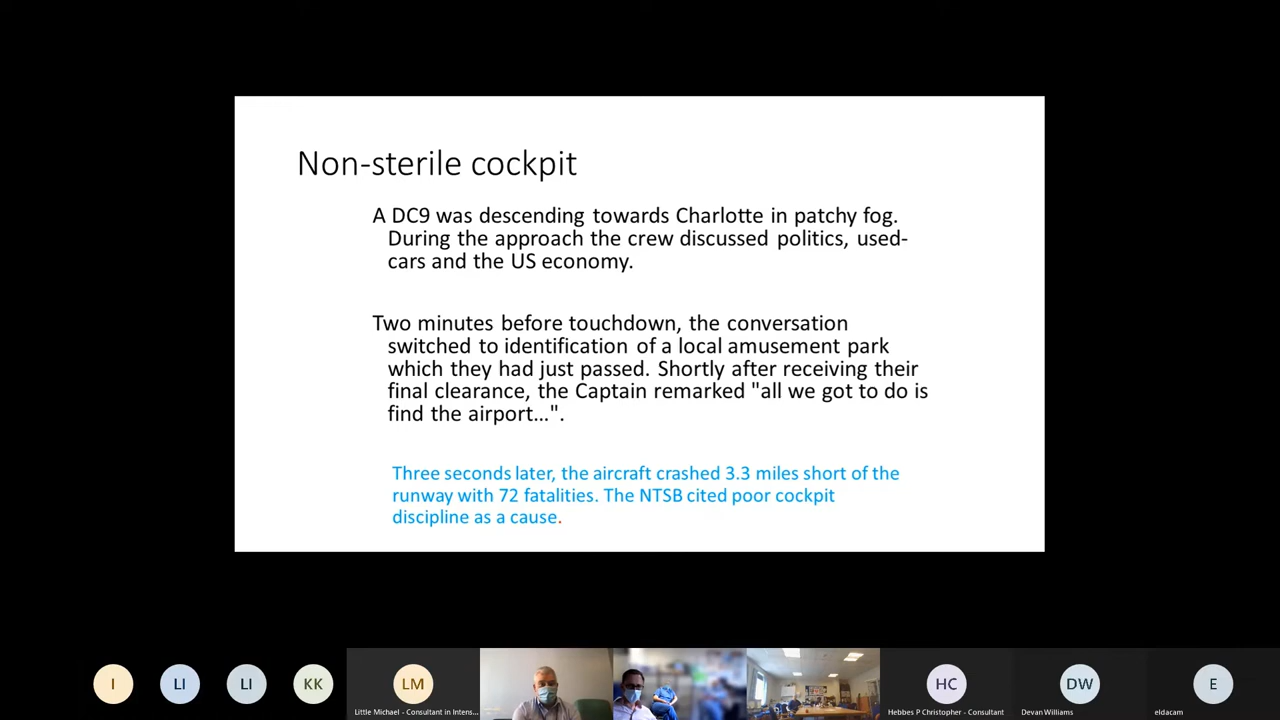 Non-sterile cockpit
A DC9 was descending towards Charlotte in patchy fog.
During the approach the crew discussed politics, used-
cars and the US economy.
Two minutes before touchdown, the conversation
switched to identification of a local amusement park
which they had just passed. Shortly after receiving their
final clearance, the Captain remarked "all we got to do is
find the airport...".
Three seconds later, the aircraft crashed 3.3 miles short of the
runway with 72 fatalities. The NTSB cited poor cockpit
discipline as a cause.
I
LI
LI
KK
LM
HC
DW
E
Little Michael - Consultant in Intens...
Hebbes P Christopher - Consultant
Devan Williams
eldacam